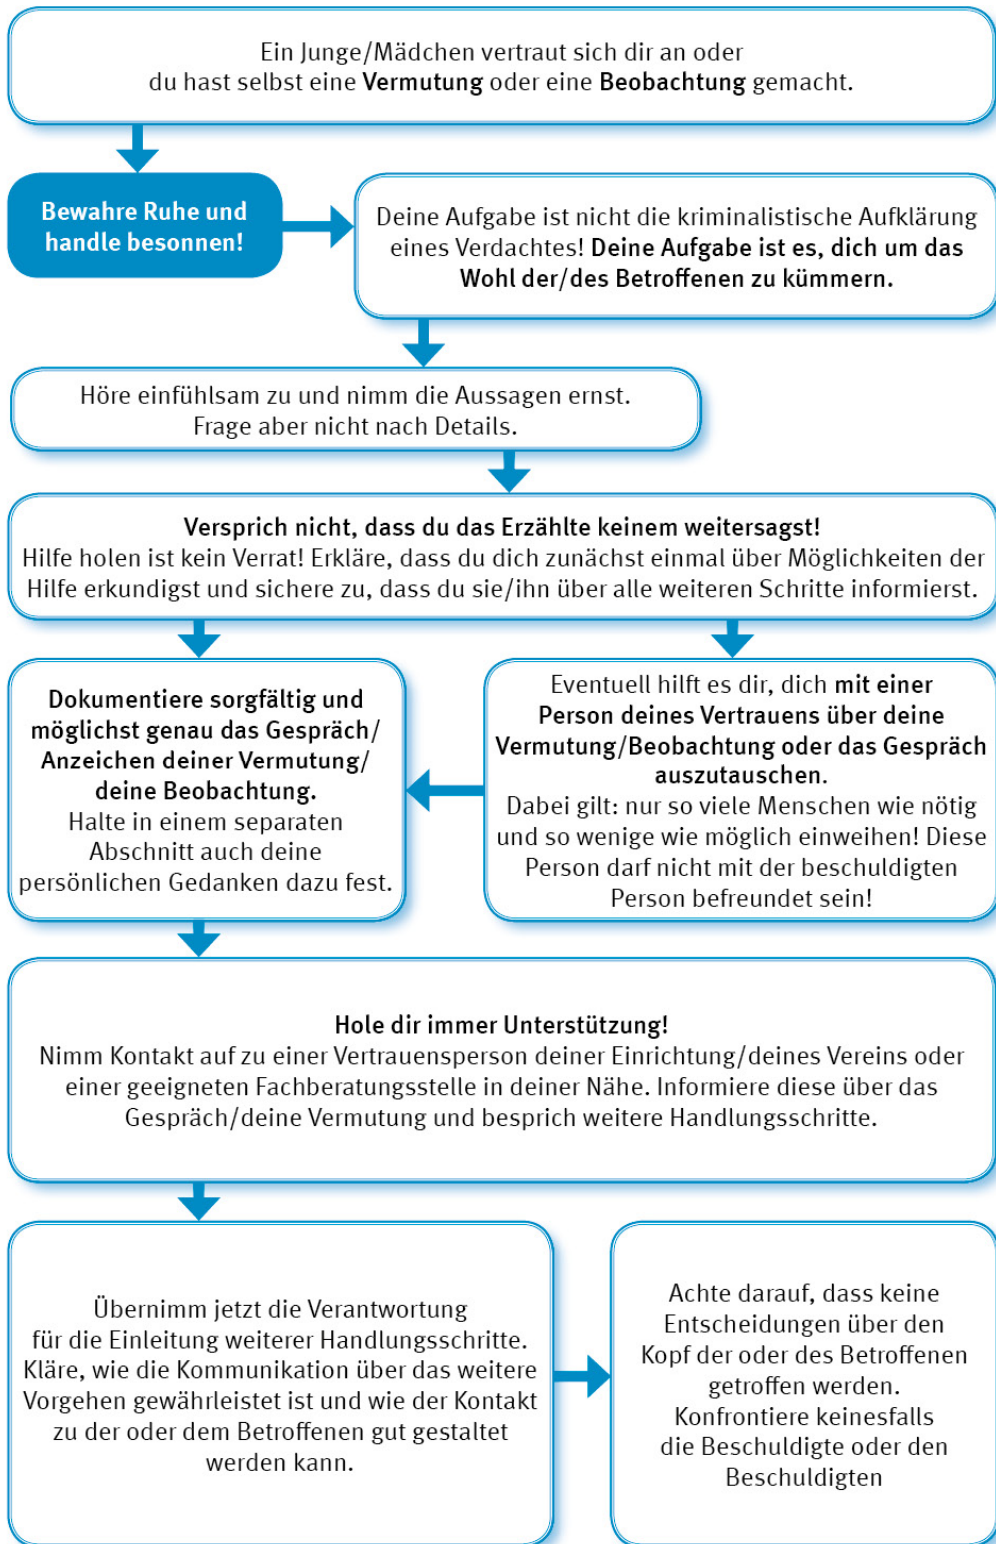 Ein Junge/Mädchen vertraut sich dir an oder
du hast selbst eine Vermutung oder eine Beobachtung gemacht.
Bewahre Ruhe und
handle besonnen!
Deine Aufgabe ist nicht die kriminalistische Aufklärung
eines Verdachtes! Deine Aufgabe ist es, dich um das
Wohl der/des Betroffenen zu kümmern.
Höre einfühlsam zu und nimm die Aussagen ernst.
Frage aber nicht nach Details.
Versprich nicht, dass du das Erzählte keinem weitersagst!
Hilfe holen ist kein Verrat! Erkläre, dass du dich zunächst einmal über Möglichkeiten der
Hilfe erkundigst und sichere zu, dass du sie/ihn über alle weiteren Schritte informierst.
Dokumentiere sorgfältig und
möglichst genau das Gespräch/
Anzeichen deiner Vermutung/
deine Beobachtung.
Halte in einem separaten
Abschnitt auch deine
persönlichen Gedanken dazu fest.
Eventuell hilft es dir, dich mit einer
Person deines Vertrauens über deine
Vermutung/Beobachtung oder das Gespräch
auszutauschen.
Dabei gilt: nur so viele Menschen wie nötig
und so wenige wie möglich einweihen! Diese
Person darf nicht mit der beschuldigten
Person befreundet sein!
Hole dir immer Unterstützung!
Nimm Kontakt auf zu einer Vertrauensperson deiner Einrichtung/deines Vereins oder
einer geeigneten Fachberatungsstelle in deiner Nähe. Informiere diese über das
Gespräch/deine Vermutung und besprich weitere Handlungsschritte.
Übernimm jetzt die Verantwortung
für die Einleitung weiterer Handlungsschritte.
Kläre, wie die Kommunikation über das weitere
Vorgehen gewährleistet ist und wie der Kontakt
zu der oder dem Betroffenen gut gestaltet
werden kann.
Achte darauf, dass keine
Entscheidungen über den
Kopf der oder des Betroffenen
getroffen werden.
Konfrontiere keinesfalls
die Beschuldigte oder den
Beschuldigten